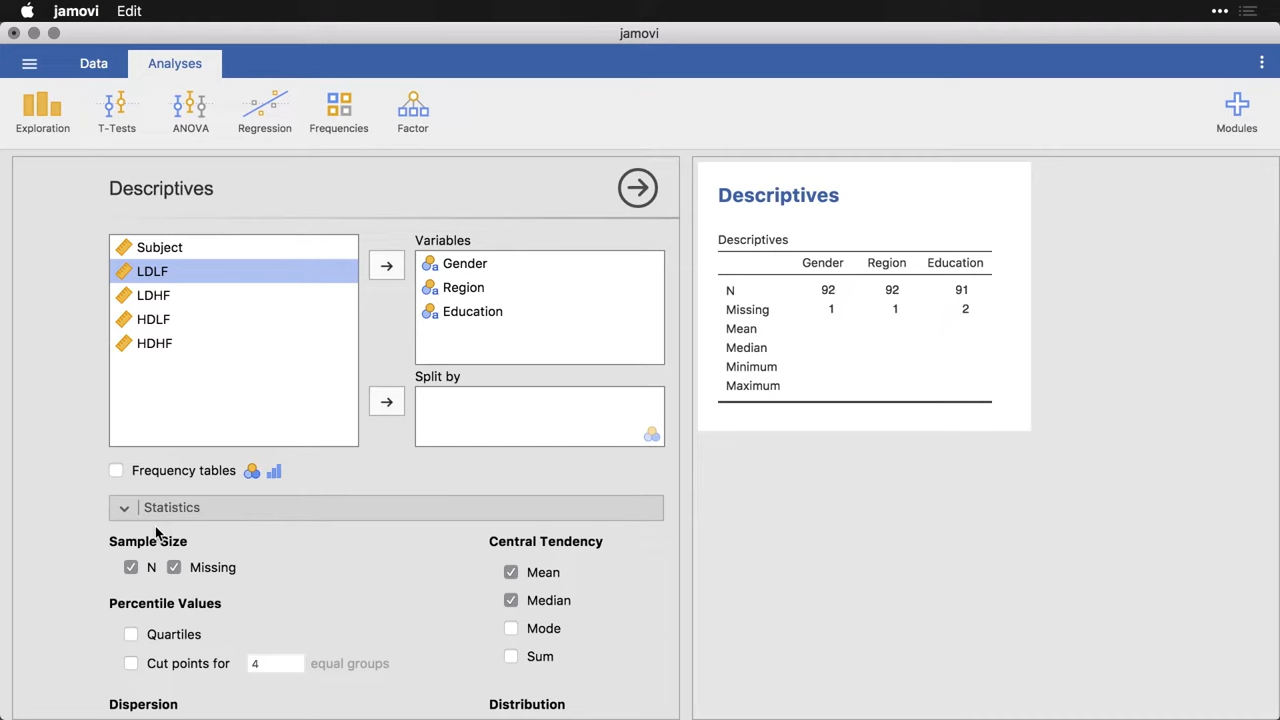 jamovi Edit
jamovi
Data Analyses
Exploration T-Tests ANOVA Regression Frequencies Factor Modules
Descriptives
Subject
LDLF
LDHF
HDLF
HDHF
Variables
Gender
Region
Education
Split by
Frequency tables
Statistics
Sample Size
N Missing
Percentile Values
Quartiles
Cut points for 4 equal groups
Dispersion
Central Tendency
Mean
Median
Mode
Sum
Distribution
Descriptives
Descriptives
Gender Region Education
N 92 92 91
Missing 1 1 2
Mean
Median
Minimum
Maximum